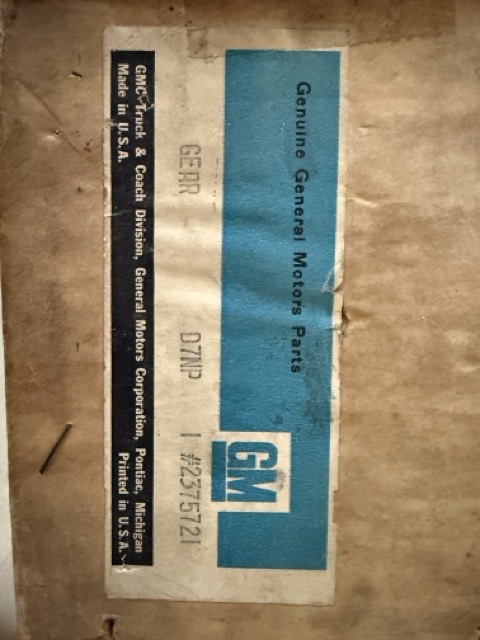 Genuine General Motors Parts
GM
GEAR D7NP 1 #2375721
GMC Truck & Coach Division, General Motors Corporation, Pontiac, Michigan
Made in U.S.A. Printed in U.S.A.